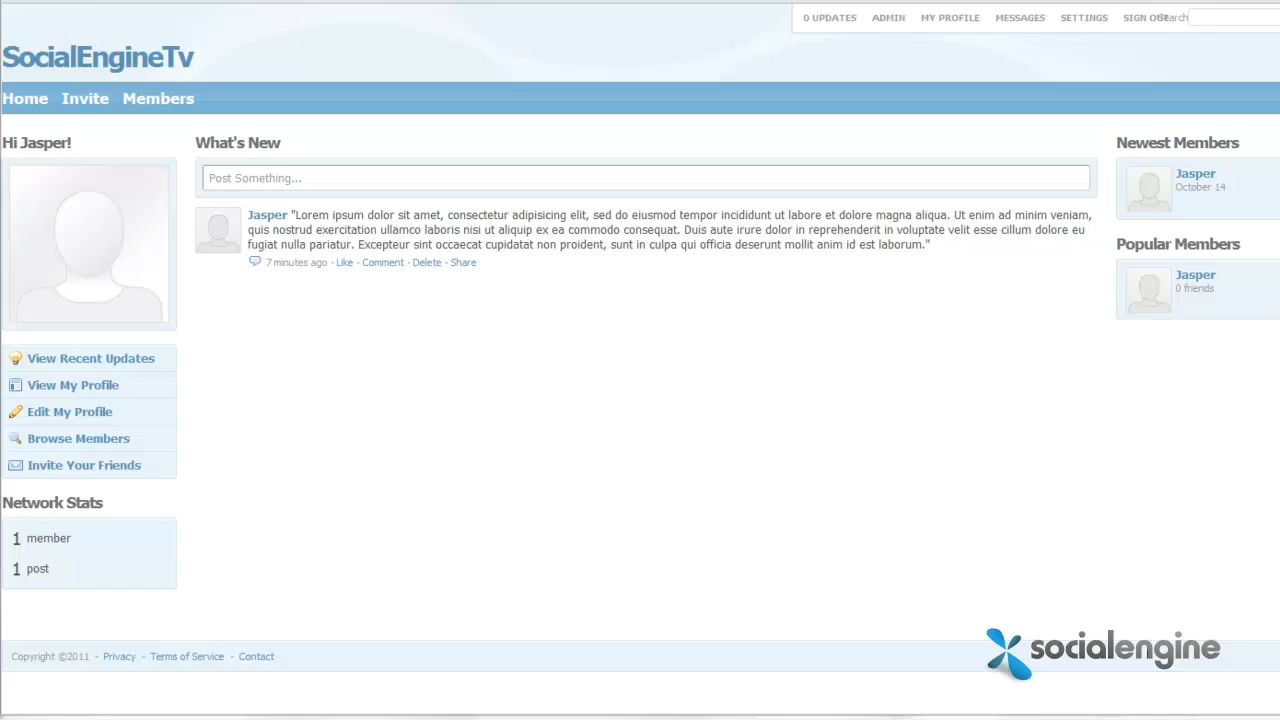 0 UPDATES ADMIN MY PROFILE MESSAGES SETTINGS SIGN OUT Search
SocialEngineTv
Home Invite Members
Hi Jasper!
View Recent Updates
View My Profile
Edit My Profile
Browse Members
Invite Your Friends
Network Stats
1 member
1 post
What's New
Post Something...
Jasper "Lorem ipsum dolor sit amet, consectetur adipisicing elit, sed do eiusmod tempor incididunt ut labore et dolore magna aliqua. Ut enim ad minim veniam,
quis nostrud exercitation ullamco laboris nisi ut aliquip ex ea commodo consequat. Duis aute irure dolor in reprehenderit in voluptate velit esse cillum dolore eu
fugiat nulla pariatur. Excepteur sint occaecat cupidatat non proident, sunt in culpa qui officia deserunt mollit anim id est laborum."
7 minutes ago - Like - Comment - Delete - Share
Newest Members
Jasper
October 14
Popular Members
Jasper
0 friends
Copyright ©2011 - Privacy - Terms of Service - Contact
socialengine